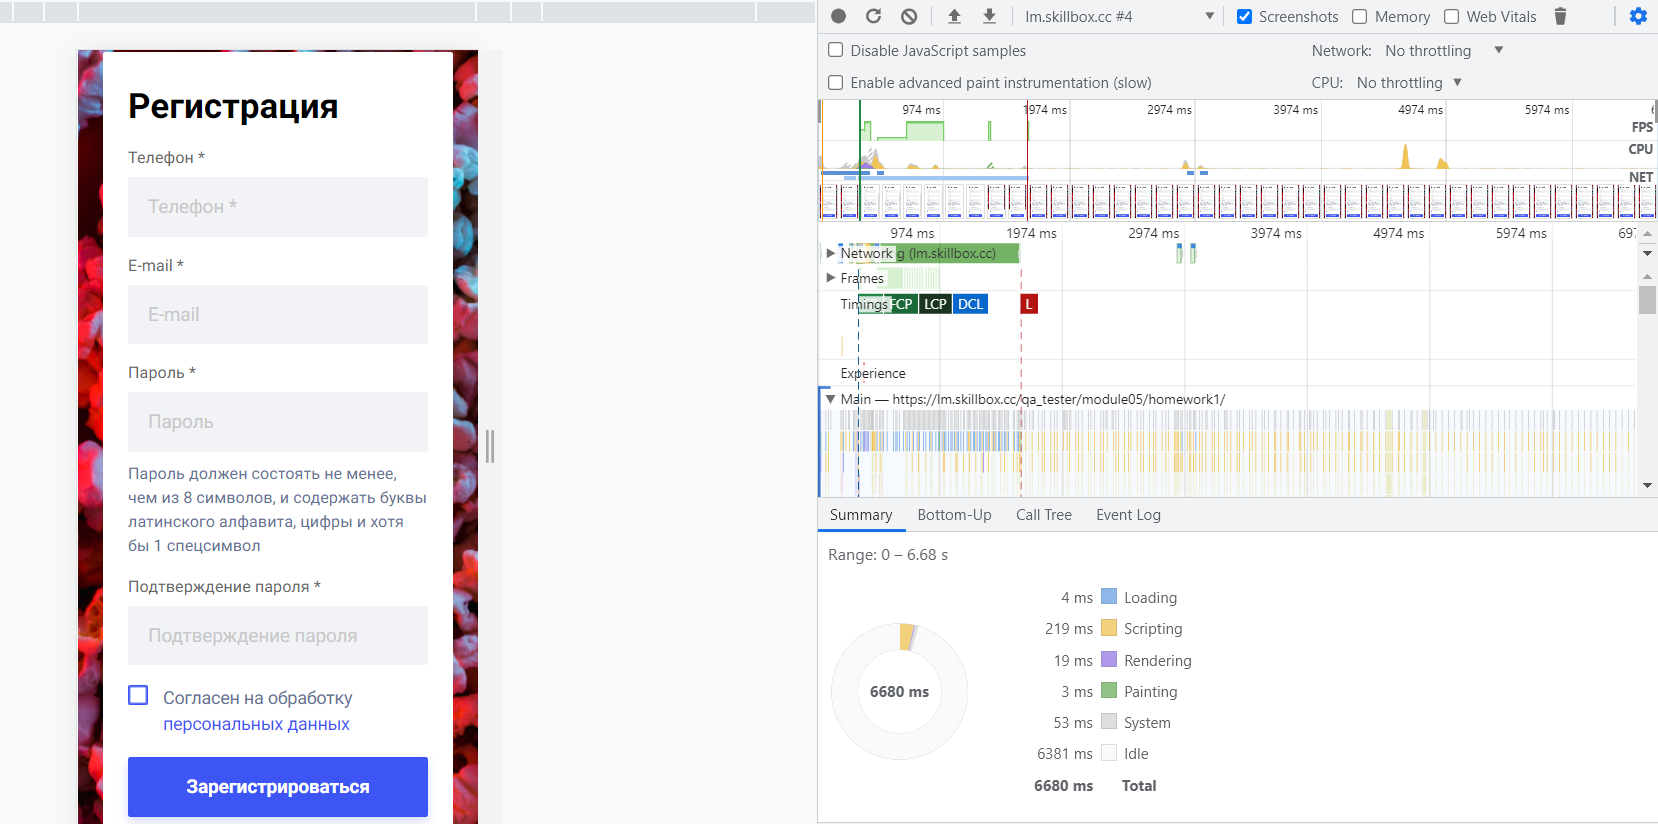 Регистрация
Телефон *
Телефон *
E-mail *
E-mail
Пароль *
Пароль
Пароль должен состоять не менее,
чем из 8 символов, и содержать буквы
латинского алфавита, цифры и хотя
бы 1 спецсимвол
Подтверждение пароля *
Подтверждение пароля
Согласен на обработку
персональных данных
Зарегистрироваться
lm.skillbox.cc #4 Screenshots Memory Web Vitals
Disable JavaScript samples Network: No throttling
Enable advanced paint instrumentation (slow) CPU: No throttling
974 ms 1974 ms 2974 ms 3974 ms 4974 ms 5974 ms
FPS
CPU
NET
974 ms 1974 ms 2974 ms 3974 ms 4974 ms 5974 ms
Network g (lm.skillbox.cc)
Frames
Timings FCP LCP DCL L
Experience
Main — https://lm.skillbox.cc/qa_tester/module05/homework1/
Summary Bottom-Up Call Tree Event Log
Range: 0 – 6.68 s
4 ms Loading
219 ms Scripting
19 ms Rendering
6680 ms
3 ms Painting
53 ms System
6381 ms Idle
6680 ms Total